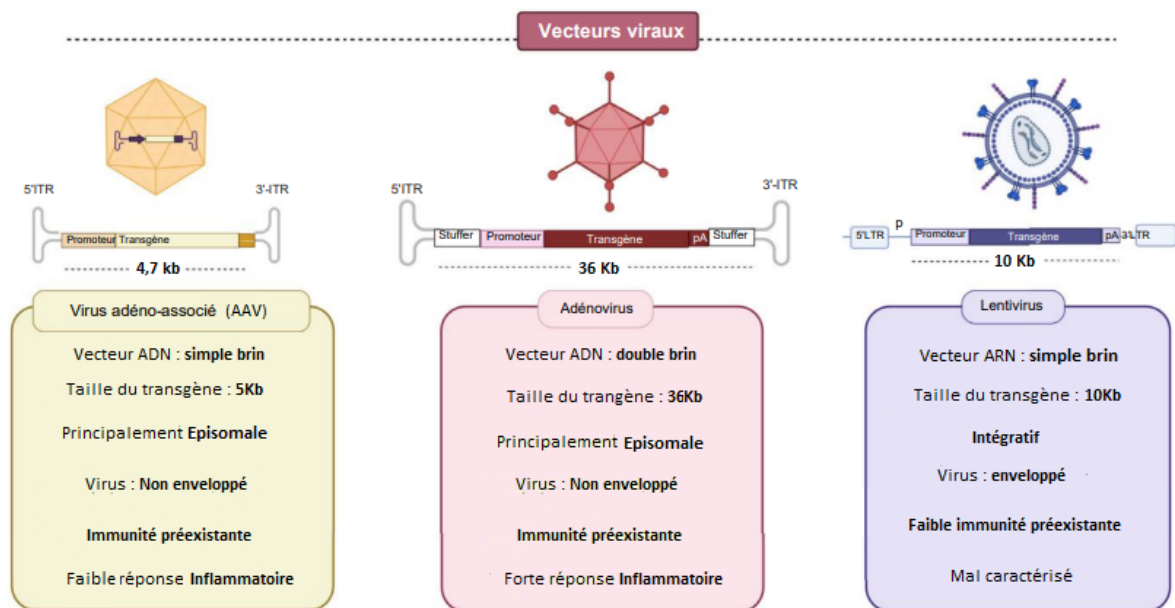 Vecteurs viraux
5'ITR
3'-ITR
Promoteur Transgène
4,7 kb
Virus adéno-associé (AAV)
Vecteur ADN : simple brin
Taille du transgène : 5Kb
Principalement Episomale
Virus : Non enveloppé
Immunité préexistante
Faible réponse Inflammatoire
5'ITR
3'-ITR
Stuffer Promoteur Transgène pA Stuffer
36 Kb
Adénovirus
Vecteur ADN : double brin
Taille du trangène : 36Kb
Principalement Episomale
Virus : Non enveloppé
Immunité préexistante
Forte réponse Inflammatoire
P
5'LTR Promoteur Transgène pA 3'LTR
10 Kb
Lentivirus
Vecteur ARN : simple brin
Taille du transgène : 10Kb
Intégratif
Virus : enveloppé
Faible immunité préexistante
Mal caractérisé